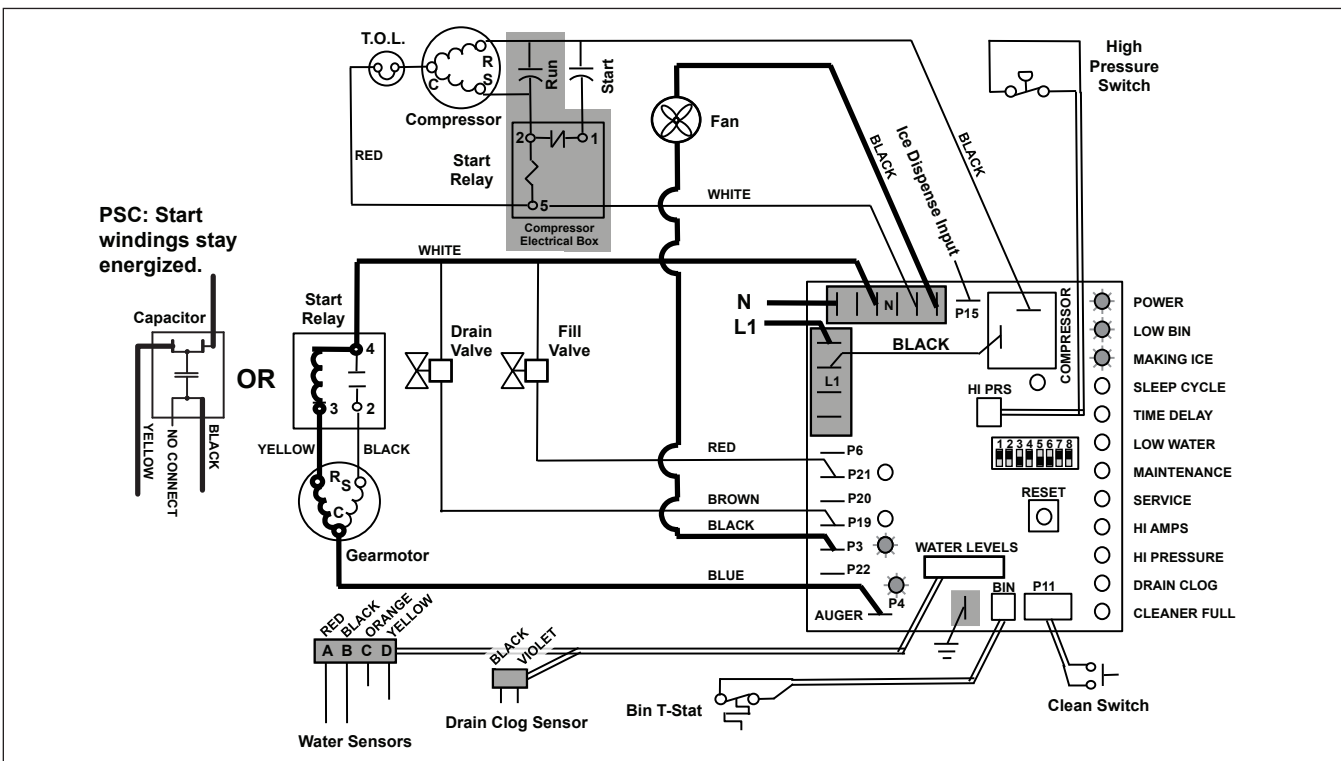 T.O.L.
R
S
C
Compressor
Run
Start
2
1
5
Start
Relay
Compressor
Electrical Box
RED
WHITE
Fan
BLACK
Ice Dispense Input
BLACK
High
Pressure
Switch
PSC: Start
windings stay
energized.
Capacitor
YELLOW
NO CONNECT
BLACK
OR
WHITE
Start
Relay
4
3
2
YELLOW
BLACK
R
S
C
Gearmotor
Drain
Valve
Fill
Valve
N
L1
N
L1
BLACK
P15
COMPRESSOR
HI PRS
1 2 3 4 5 6 7 8
RESET
POWER
LOW BIN
MAKING ICE
SLEEP CYCLE
TIME DELAY
LOW WATER
MAINTENANCE
SERVICE
HI AMPS
HI PRESSURE
DRAIN CLOG
CLEANER FULL
RED
BROWN
BLACK
BLUE
P6
P21
P20
P19
P3
P22
P4
AUGER
WATER LEVELS
BIN
P11
RED
BLACK
ORANGE
YELLOW
A B C D
Water Sensors
BLACK
VIOLET
Drain Clog Sensor
Bin T-Stat
Clean Switch